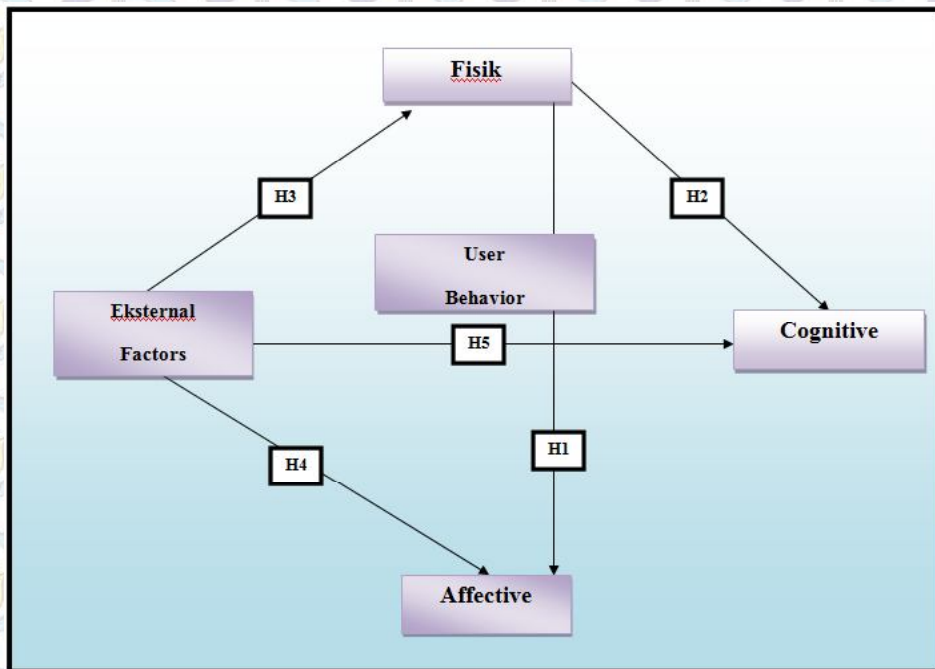 Fisik
H3
H2
User
Behavior
Eksternal
Factors
H5
Cognitive
H4
H1
Affective